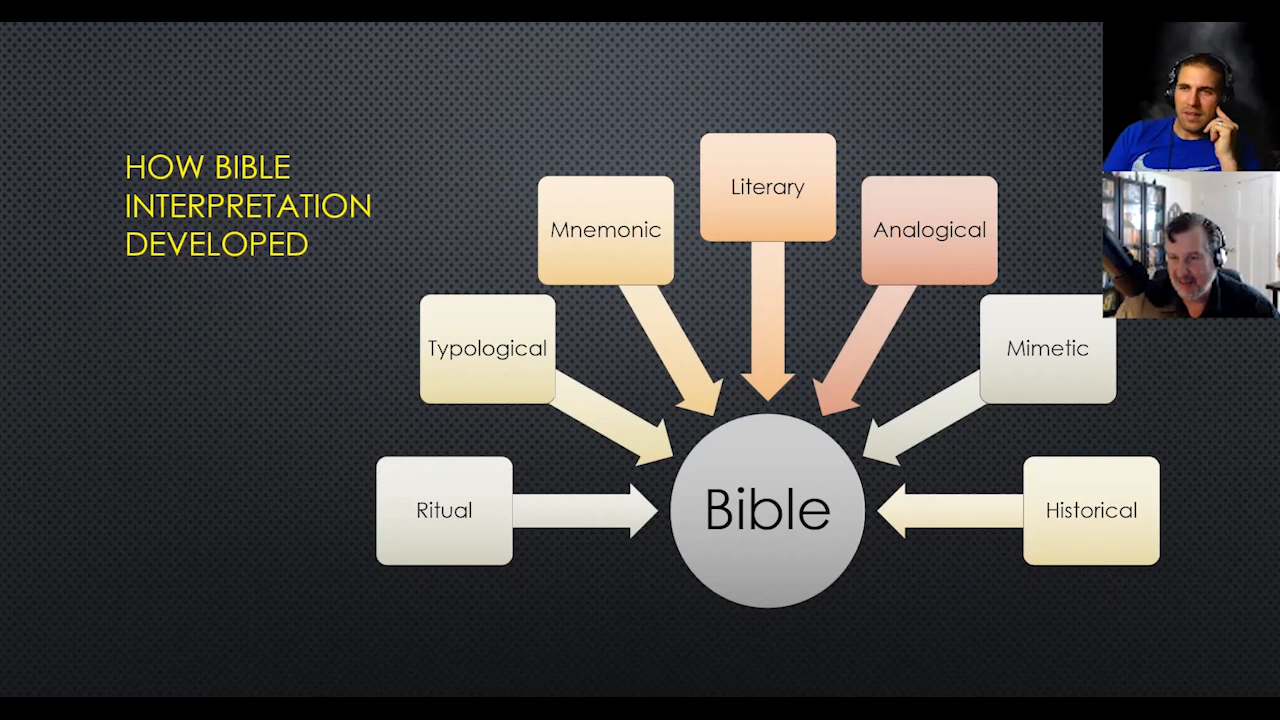 HOW BIBLE
INTERPRETATION
DEVELOPED
Literary
Mnemonic
Analogical
Typological
Mimetic
Ritual
Bible
Historical